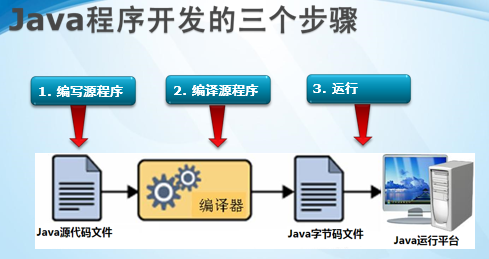 Java程序开发的三个步骤
1. 编写源程序
2. 编译源程序
3. 运行
编译器
Java源代码文件
Java字节码文件
Java运行平台